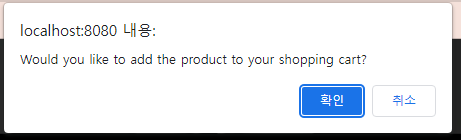 localhost:8080 내용:
Would you like to add the product to your shopping cart?
확인 취소